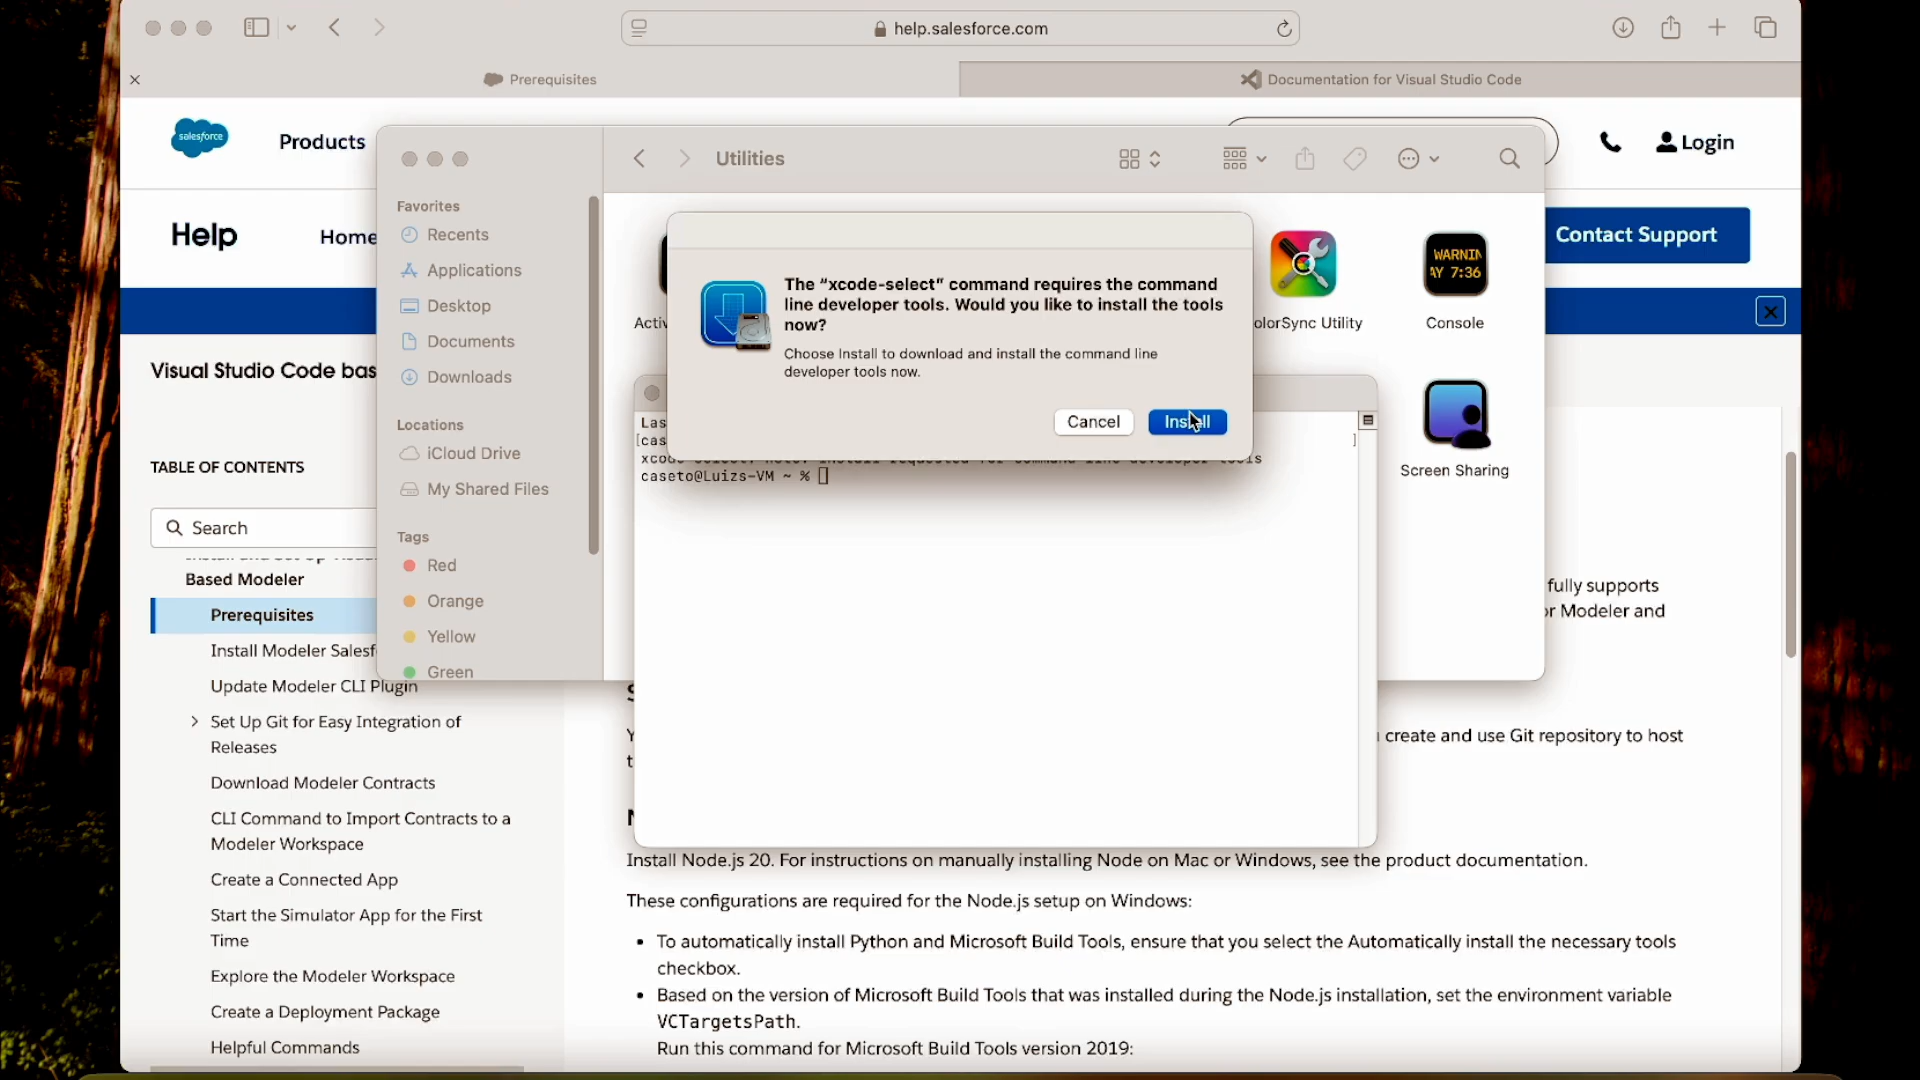 help.salesforce.com
Prerequisites
Documentation for Visual Studio Code
salesforce
Products
Login
Help
Home
Contact Support
Visual Studio Code bas
TABLE OF CONTENTS
Search
Based Modeler
Prerequisites
Install Modeler Salesf
Update Modeler CLI Plugin
Set Up Git for Easy Integration of
Releases
Download Modeler Contracts
CLI Command to Import Contracts to a
Modeler Workspace
Create a Connected App
Start the Simulator App for the First
Time
Explore the Modeler Workspace
Create a Deployment Package
Helpful Commands
Utilities
Favorites
Recents
Applications
Desktop
Documents
Downloads
Locations
iCloud Drive
My Shared Files
Tags
Red
Orange
Yellow
Green
Activ
olorSync Utility
WARNIN
AY 7:36
Console
Screen Sharing
The “xcode-select” command requires the command
line developer tools. Would you like to install the tools
now?
Choose Install to download and install the command line
developer tools now.
Cancel
Install
Las
[cas ]
caseto@Luizs-VM ~ %
fully supports
or Modeler and
create and use Git repository to host
Install Node.js 20. For instructions on manually installing Node on Mac or Windows, see the product documentation.
These configurations are required for the Node.js setup on Windows:
• To automatically install Python and Microsoft Build Tools, ensure that you select the Automatically install the necessary tools
checkbox.
• Based on the version of Microsoft Build Tools that was installed during the Node.js installation, set the environment variable
VCTargetsPath.
Run this command for Microsoft Build Tools version 2019: